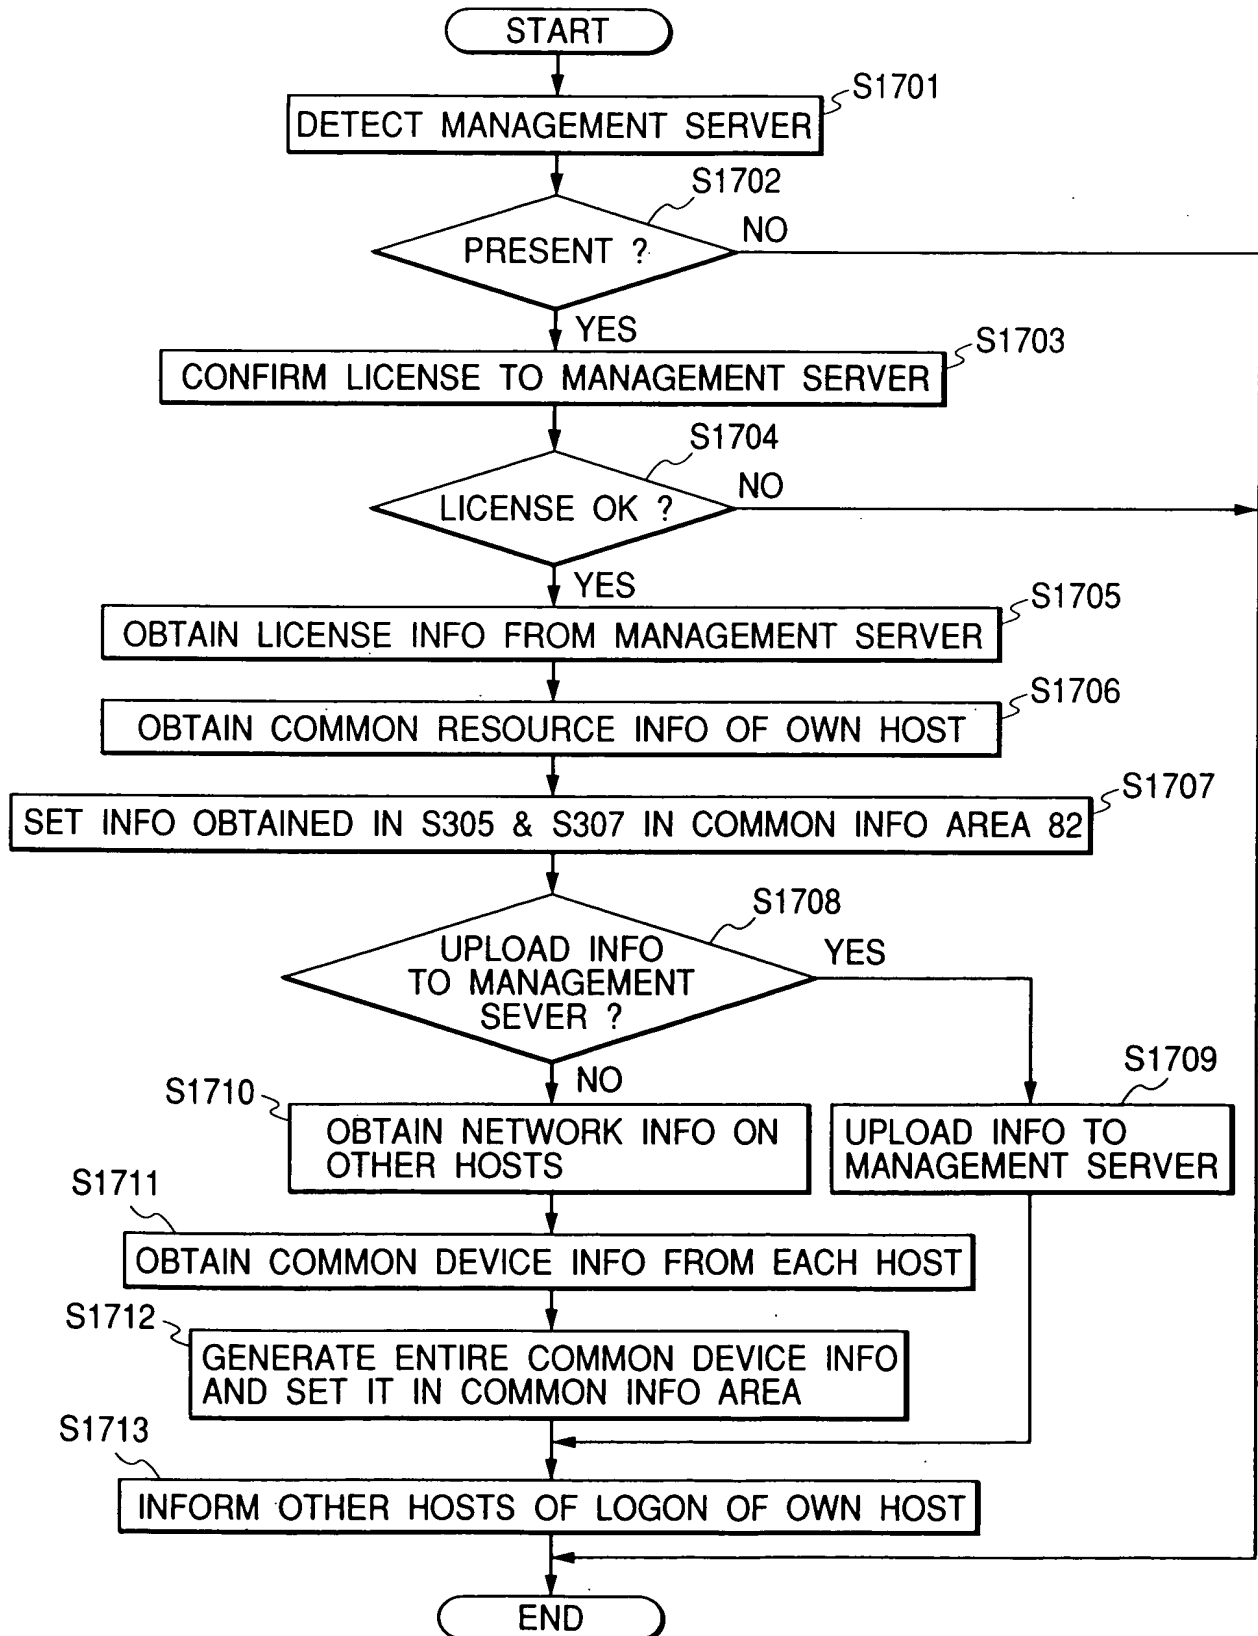 START
S1701
DETECT MANAGEMENT SERVER
S1702
PRESENT ?
NO
YES
S1703
CONFIRM LICENSE TO MANAGEMENT SERVER
S1704
LICENSE OK ?
NO
YES
S1705
OBTAIN LICENSE INFO FROM MANAGEMENT SERVER
S1706
OBTAIN COMMON RESOURCE INFO OF OWN HOST
S1707
SET INFO OBTAINED IN S305 & S307 IN COMMON INFO AREA 82
S1708
UPLOAD INFO
TO MANAGEMENT
SEVER ?
YES
NO
S1709
UPLOAD INFO TO
MANAGEMENT SERVER
S1710
OBTAIN NETWORK INFO ON
OTHER HOSTS
S1711
OBTAIN COMMON DEVICE INFO FROM EACH HOST
S1712
GENERATE ENTIRE COMMON DEVICE INFO
AND SET IT IN COMMON INFO AREA
S1713
INFORM OTHER HOSTS OF LOGON OF OWN HOST
END